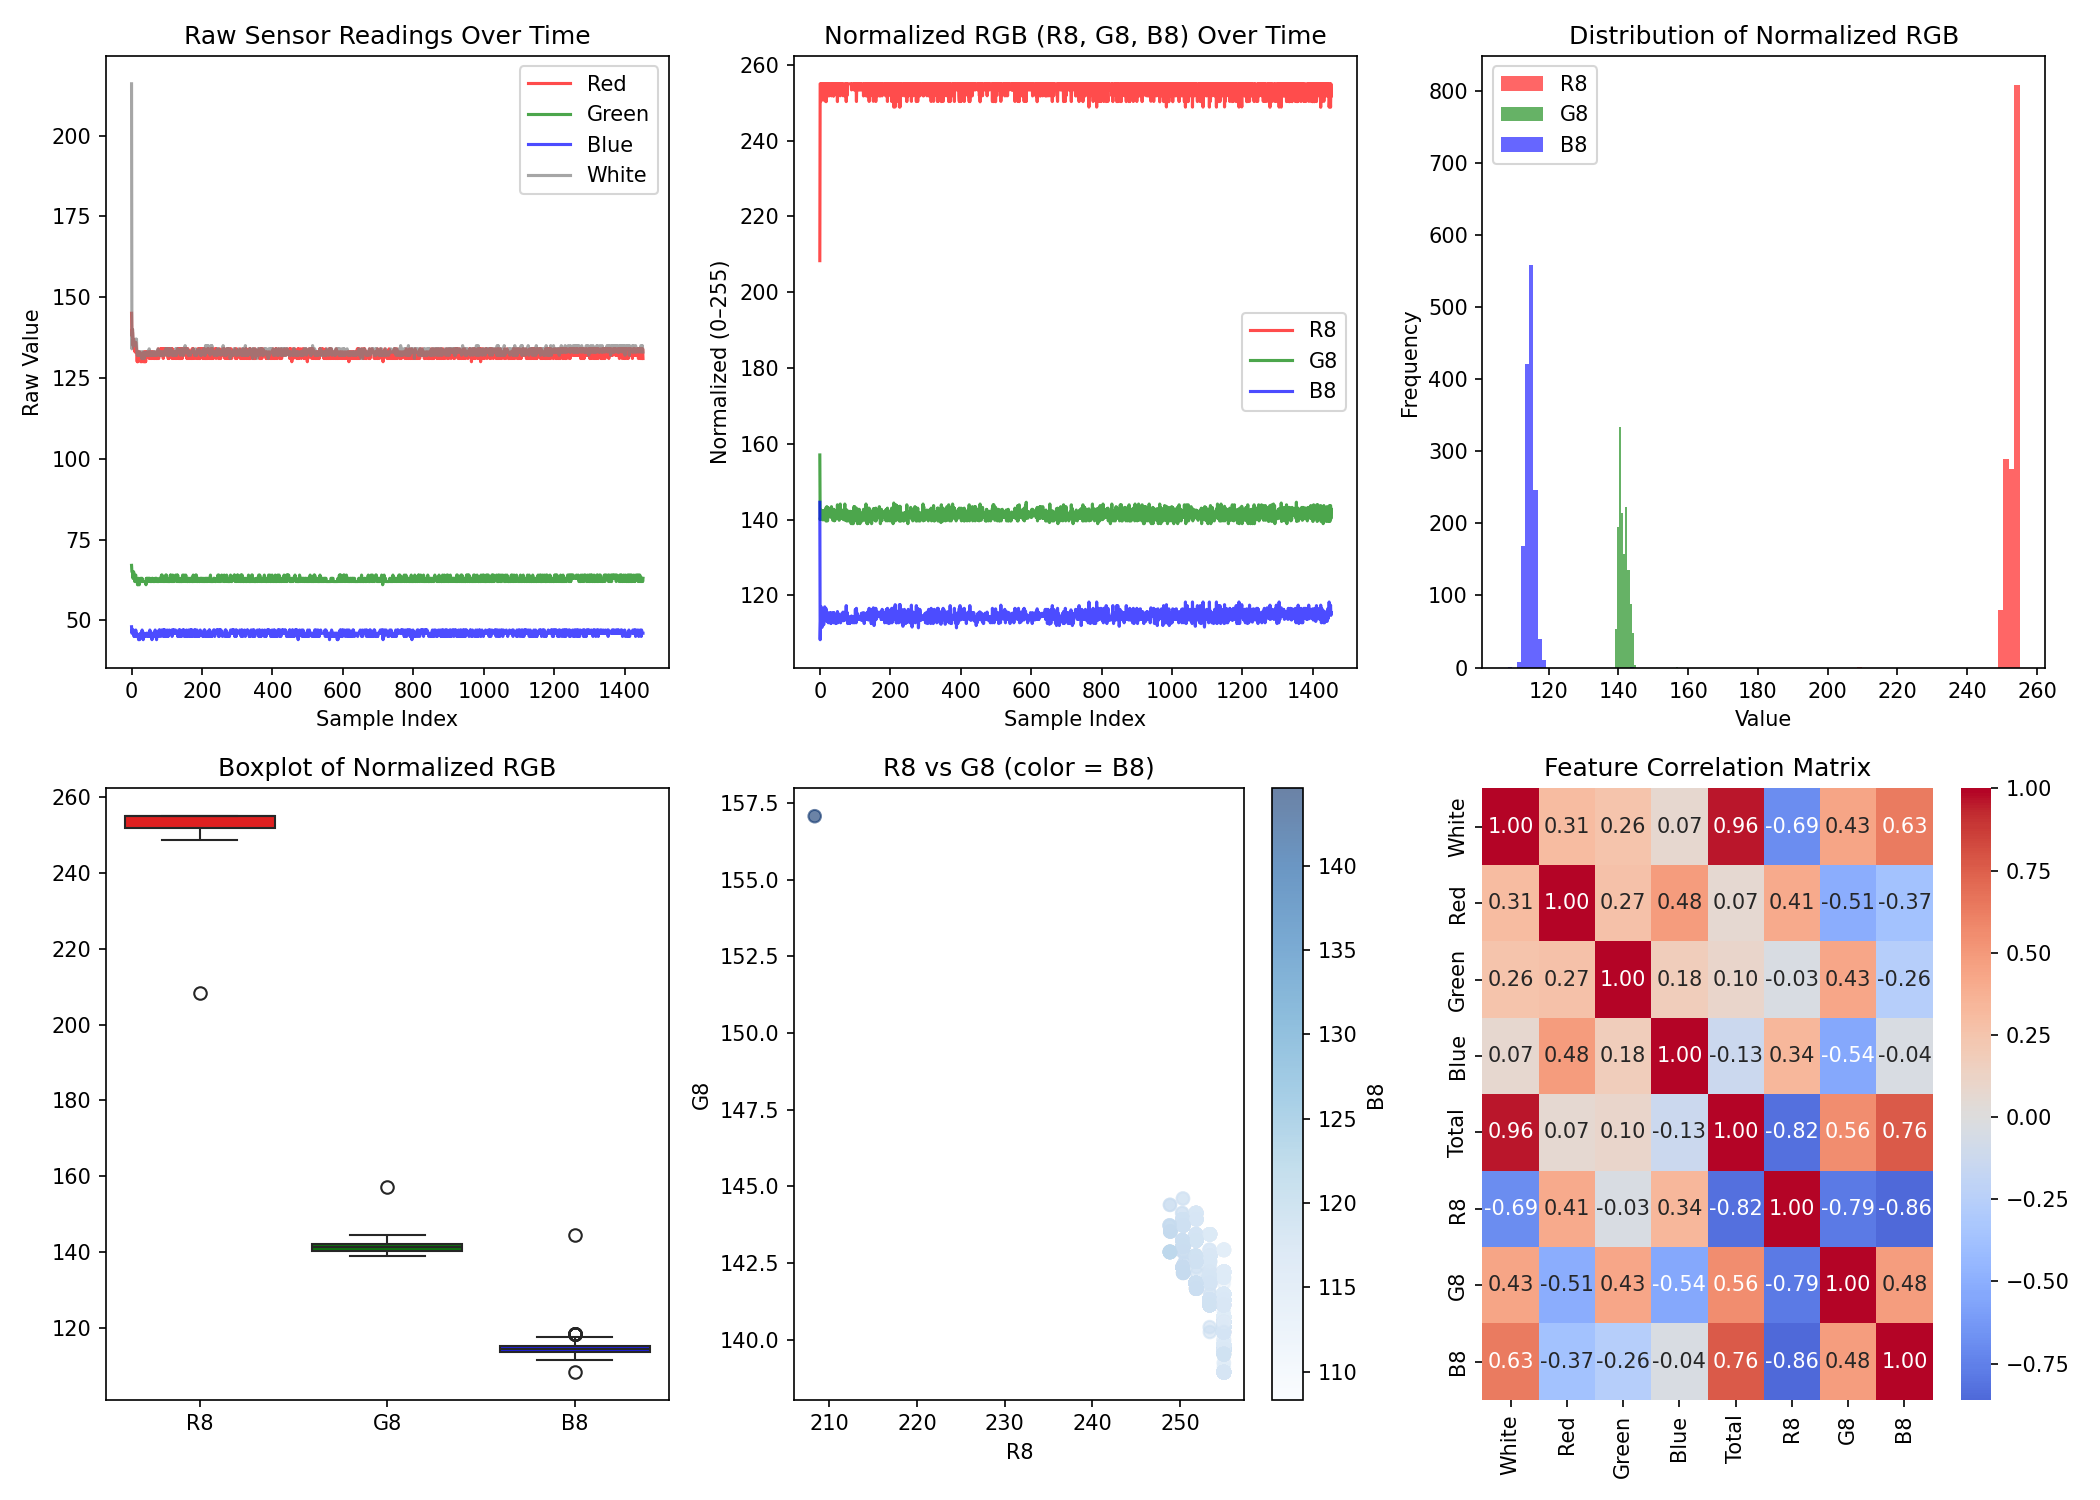 Raw Sensor Readings Over Time
Red
Green
Blue
White
200
175
150
125
100
75
50
Raw Value
0 200 400 600 800 1000 1200 1400
Sample Index
Normalized RGB (R8, G8, B8) Over Time
260
240
220
200
180
160
140
120
Normalized (0–255)
R8
G8
B8
0 200 400 600 800 1000 1200 1400
Sample Index
Distribution of Normalized RGB
R8
G8
B8
800
700
600
500
400
300
200
100
0
Frequency
120 140 160 180 200 220 240 260
Value
Boxplot of Normalized RGB
260
240
220
200
180
160
140
120
R8 G8 B8
R8 vs G8 (color = B8)
157.5
155.0
152.5
150.0
147.5
145.0
142.5
140.0
G8
210 220 230 240 250
R8
140
135
130
125
120
115
110
B8
Feature Correlation Matrix
White 1.00 0.31 0.26 0.07 0.96 -0.69 0.43 0.63
Red 0.31 1.00 0.27 0.48 0.07 0.41 -0.51 -0.37
Green 0.26 0.27 1.00 0.18 0.10 -0.03 0.43 -0.26
Blue 0.07 0.48 0.18 1.00 -0.13 0.34 -0.54 -0.04
Total 0.96 0.07 0.10 -0.13 1.00 -0.82 0.56 0.76
R8 -0.69 0.41 -0.03 0.34 -0.82 1.00 -0.79 -0.86
G8 0.43 -0.51 0.43 -0.54 0.56 -0.79 1.00 0.48
B8 0.63 -0.37 -0.26 -0.04 0.76 -0.86 0.48 1.00
White Red Green Blue Total R8 G8 B8
1.00
0.75
0.50
0.25
0.00
−0.25
−0.50
−0.75